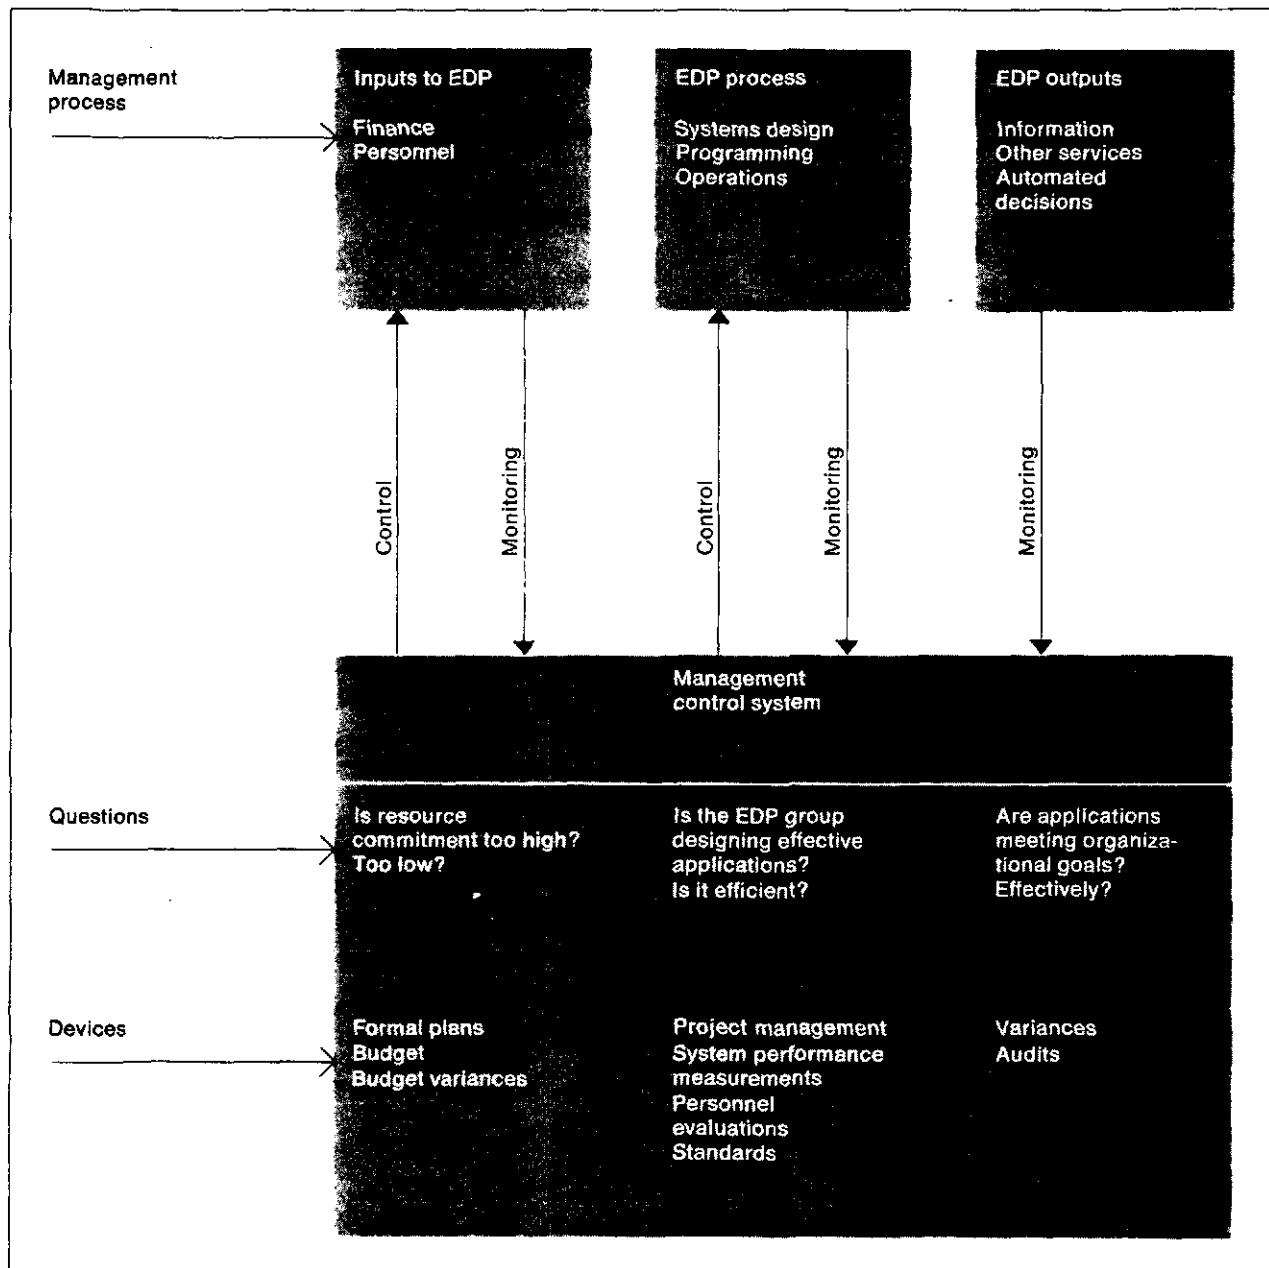 Management
process
Inputs to EDP
Finance
Personnel
EDP process
Systems design
Programming
Operations
EDP outputs
Information
Other services
Automated
decisions
Control
Monitoring
Control
Monitoring
Monitoring
Management
control system
Questions
Is resource
commitment too high?
Too low?
Is the EDP group
designing effective
applications?
Is it efficient?
Are applications
meeting organiza-
tional goals?
Effectively?
Devices
Formal plans
Budget
Budget variances
Project management
System performance
measurements
Personnel
evaluations
Standards
Variances
Audits